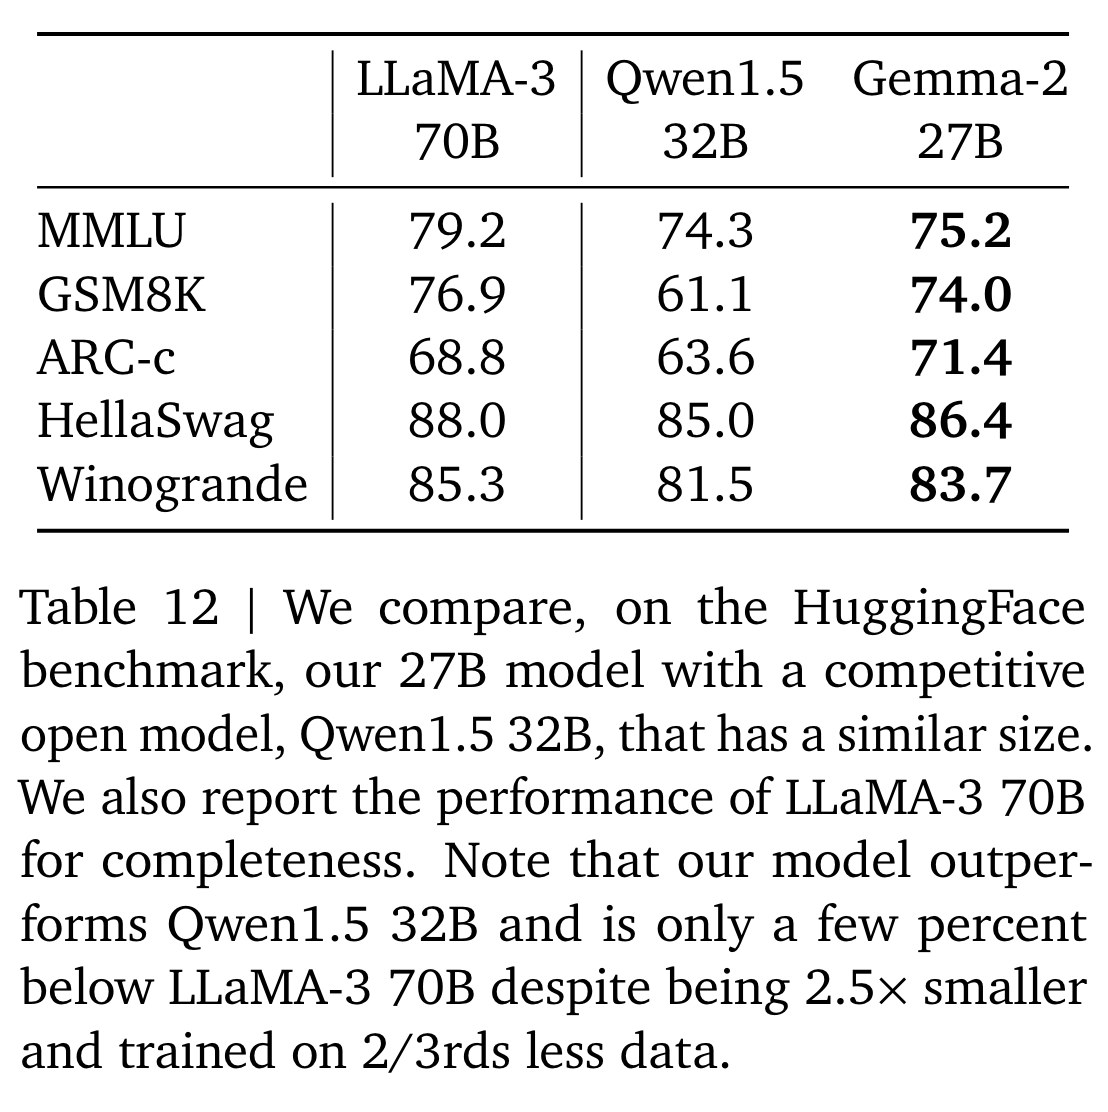 LLaMA-3 Qwen1.5 Gemma-2
70B 32B 27B
MMLU 79.2 74.3 75.2
GSM8K 76.9 61.1 74.0
ARC-c 68.8 63.6 71.4
HellaSwag 88.0 85.0 86.4
Winogrande 85.3 81.5 83.7
Table 12 | We compare, on the HuggingFace
benchmark, our 27B model with a competitive
open model, Qwen1.5 32B, that has a similar size.
We also report the performance of LLaMA-3 70B
for completeness. Note that our model outper-
forms Qwen1.5 32B and is only a few percent
below LLaMA-3 70B despite being 2.5× smaller
and trained on 2/3rds less data.